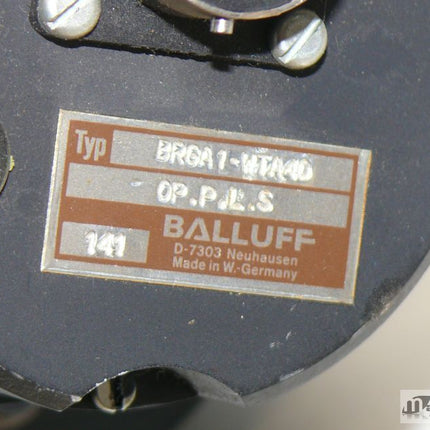 Typ BRGA1-WTA40
OP.P.L.S
141 BALLUFF
D-7303 Neuhausen
Made in W.-Germany